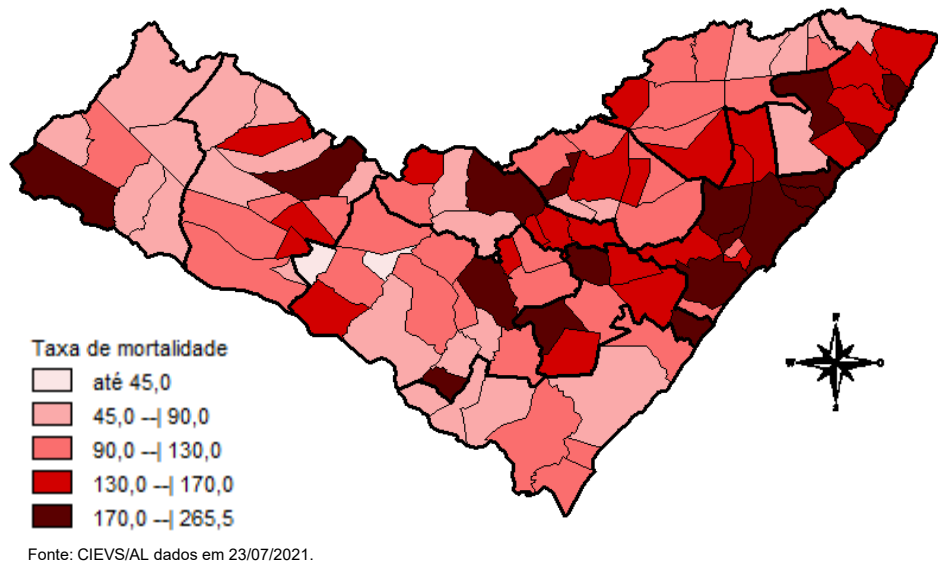 Taxa de mortalidade
até 45,0
45,0 --| 90,0
90,0 --| 130,0
130,0 --| 170,0
170,0 --| 265,5
Fonte: CIEVS/AL dados em 23/07/2021.